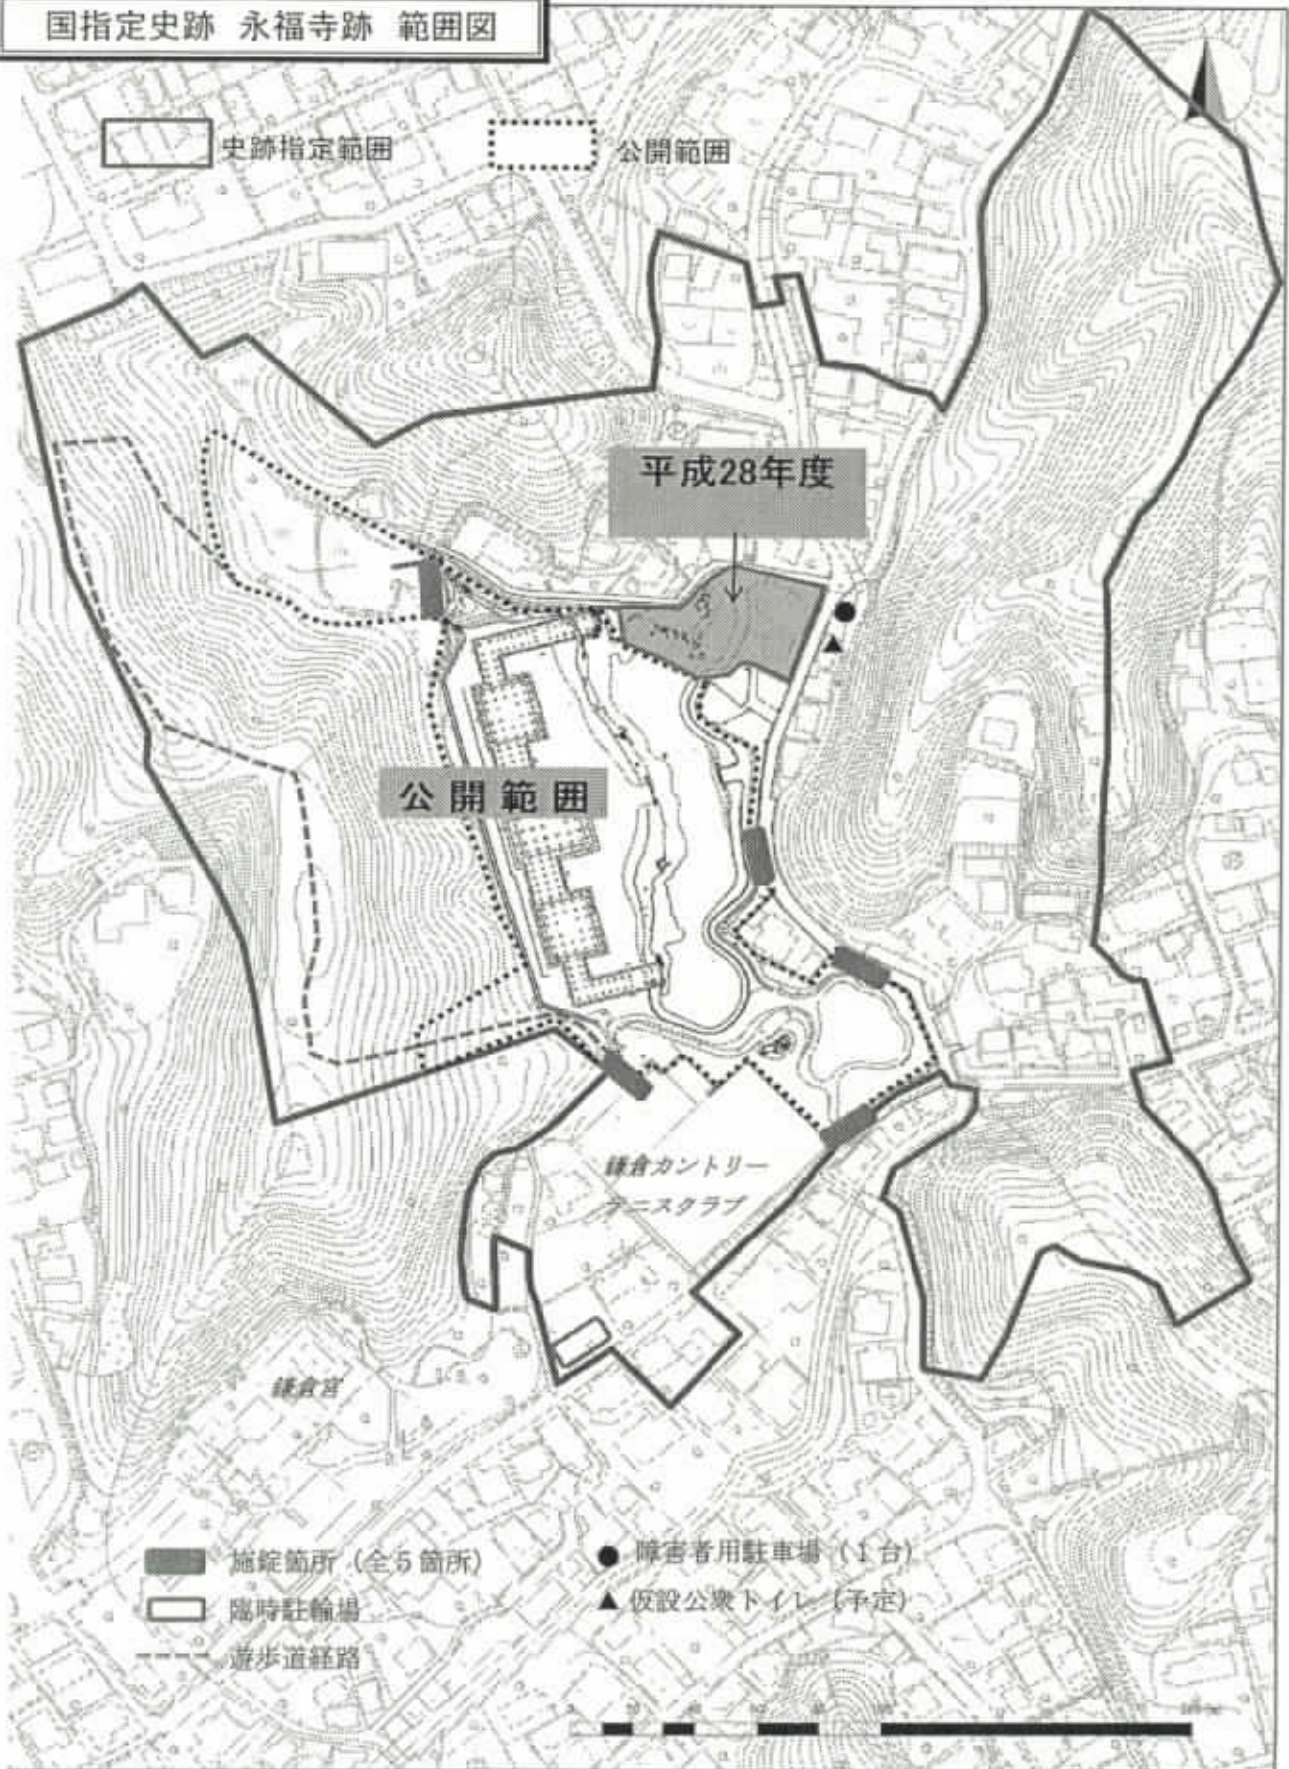 国指定史跡 永福寺跡 範囲図
史跡指定範囲
公開範囲
平成28年度
公開範囲
鎌倉カントリー
テニスクラブ
鎌倉宮
施錠箇所（全５箇所）
臨時駐輪場
遊歩道経路
障害者用駐車場（１台）
仮設公衆トイレ（予定）